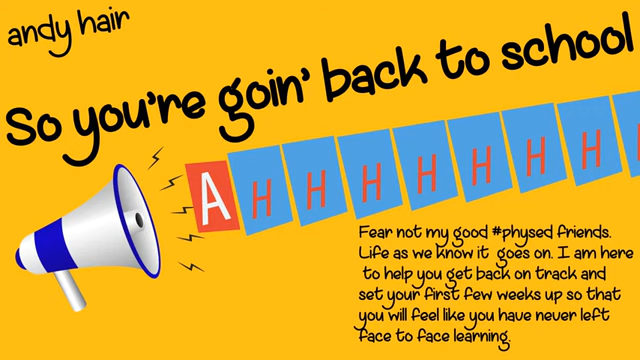 andy hair
So you're goin' back to school
AHHHHHHHH
Fear not my good #physed friends.
Life as we know it goes on. I am here
to help you get back on track and
set your first few weeks up so that
you will feel like you have never left
face to face learning.